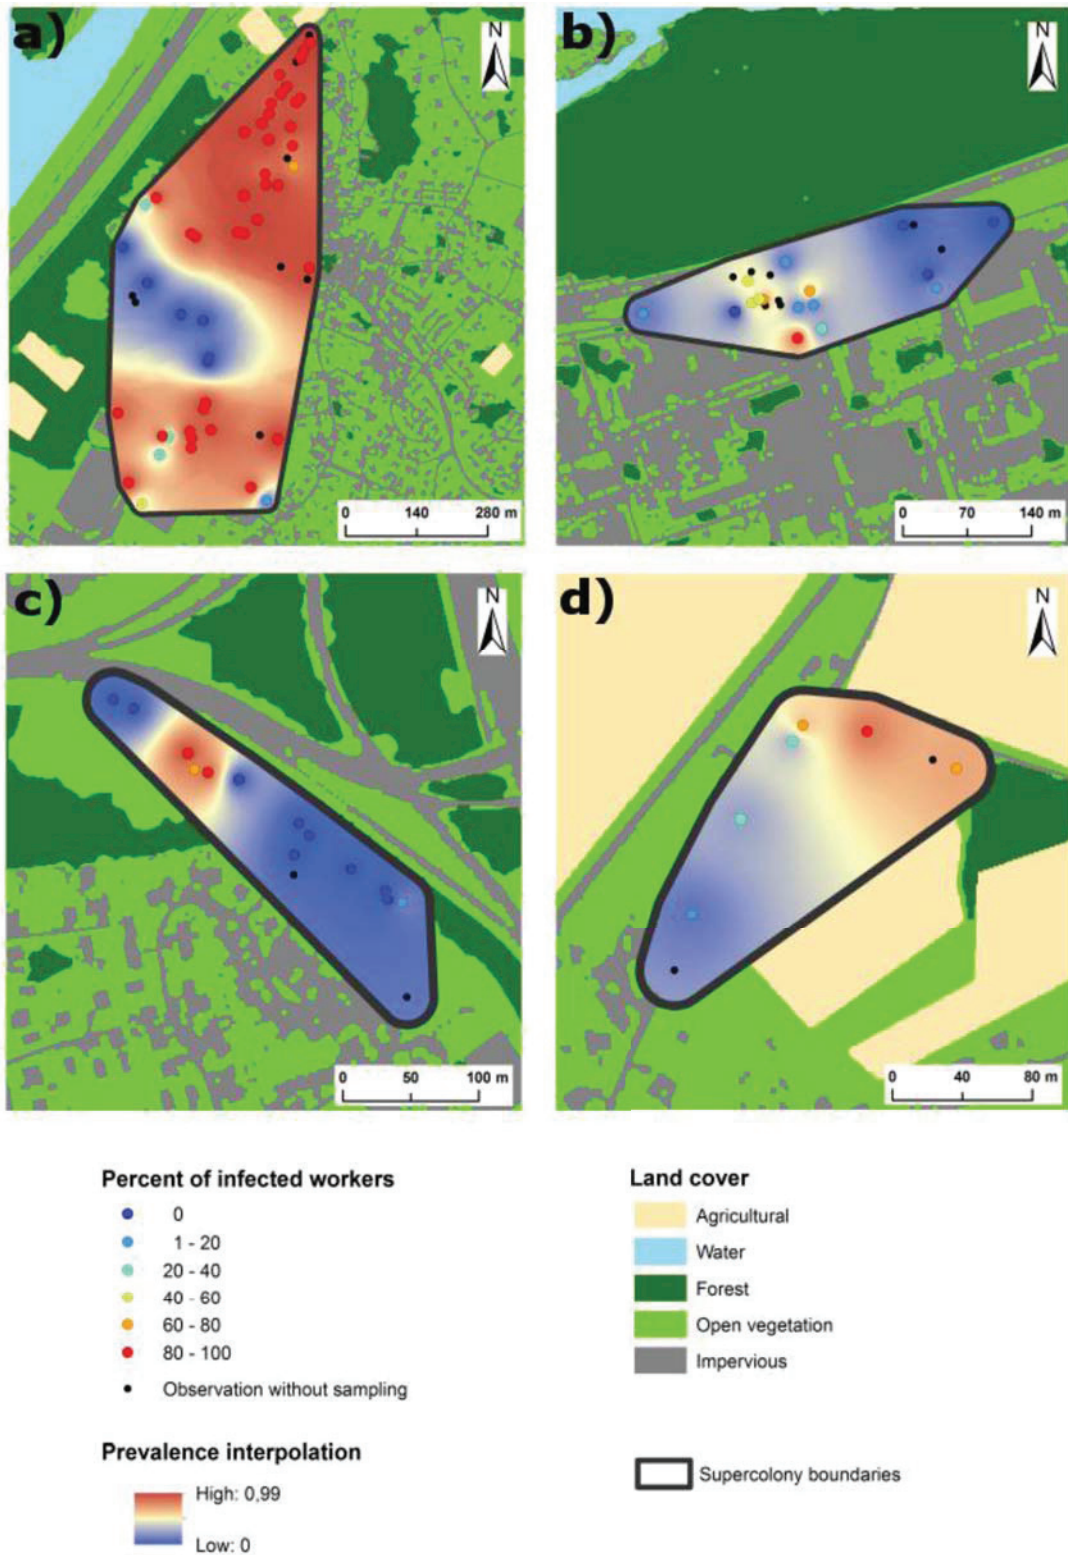 a)
N
0 140 280 m
b)
N
0 70 140 m
c)
N
0 50 100 m
d)
N
0 40 80 m
Percent of infected workers
0
1 - 20
20 - 40
40 - 60
60 - 80
80 - 100
Observation without sampling
Prevalence interpolation
High: 0,99
Low: 0
Land cover
Agricultural
Water
Forest
Open vegetation
Impervious
Supercolony boundaries